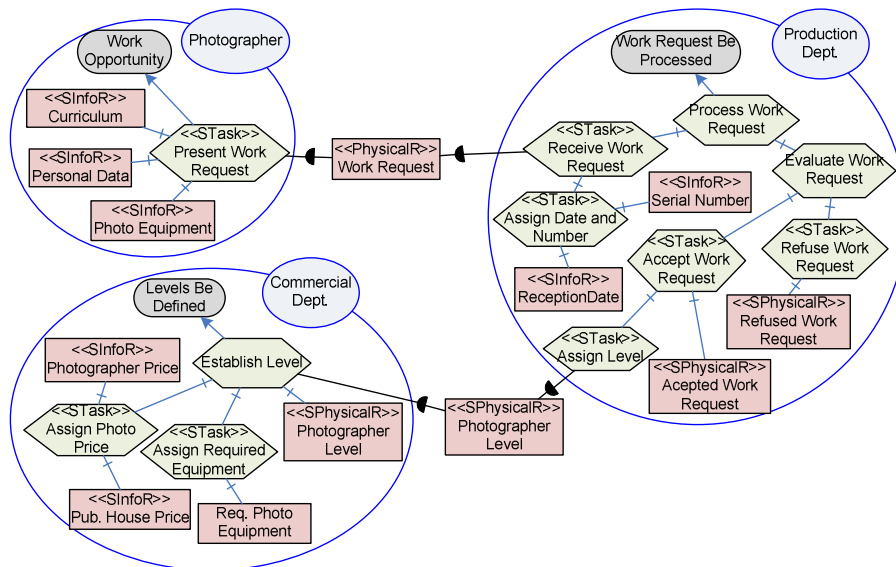 Work
Opportunity
Photographer
<<SInfoR>>
Curriculum
<<STask>>
Present Work
Request
<<SInfoR>>
Personal Data
<<SInfoR>>
Photo Equipment
<<PhysicalR>>
Work Request
Work Request Be
Processed
Production
Dept.
Process Work
Request
<<STask>>
Receive Work
Request
Evaluate Work
Request
<<STask>>
Assign Date and
Number
<<SInfoR>>
Serial Number
<<STask>>
Accept Work
Request
<<STask>>
Refuse Work
Request
<<SInfoR>>
ReceptionDate
<<SPhysicalR>>
Refused Work
Request
<<STask>>
Assign Level
<<SPhysicalR>>
Acepted Work
Request
Levels Be
Defined
Commercial
Dept.
<<SInfoR>>
Photographer Price
Establish Level
<<STask>>
Assign Photo
Price
<<STask>>
Assign Required
Equipment
<<SPhysicalR>>
Photographer
Level
<<SPhysicalR>>
Photographer
Level
<<SInfoR>>
Pub. House Price
Req. Photo
Equipment